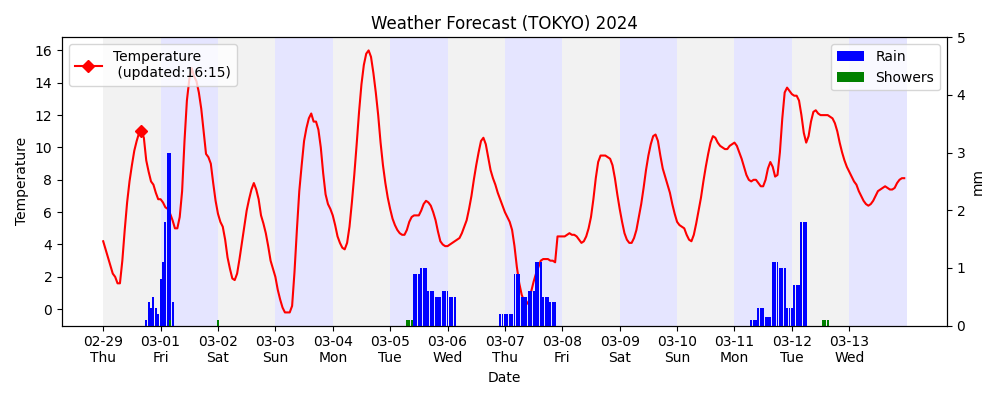 Weather Forecast (TOKYO) 2024
Temperature
(updated:16:15)
Rain
Showers
16
14
12
10
8
6
4
2
0
Temperature
5
4
3
2
1
0
mm
02-29 03-01 03-02 03-03 03-04 03-05 03-06 03-07 03-08 03-09 03-10 03-11 03-12 03-13
Thu Fri Sat Sun Mon Tue Wed Thu Fri Sat Sun Mon Tue Wed
Date